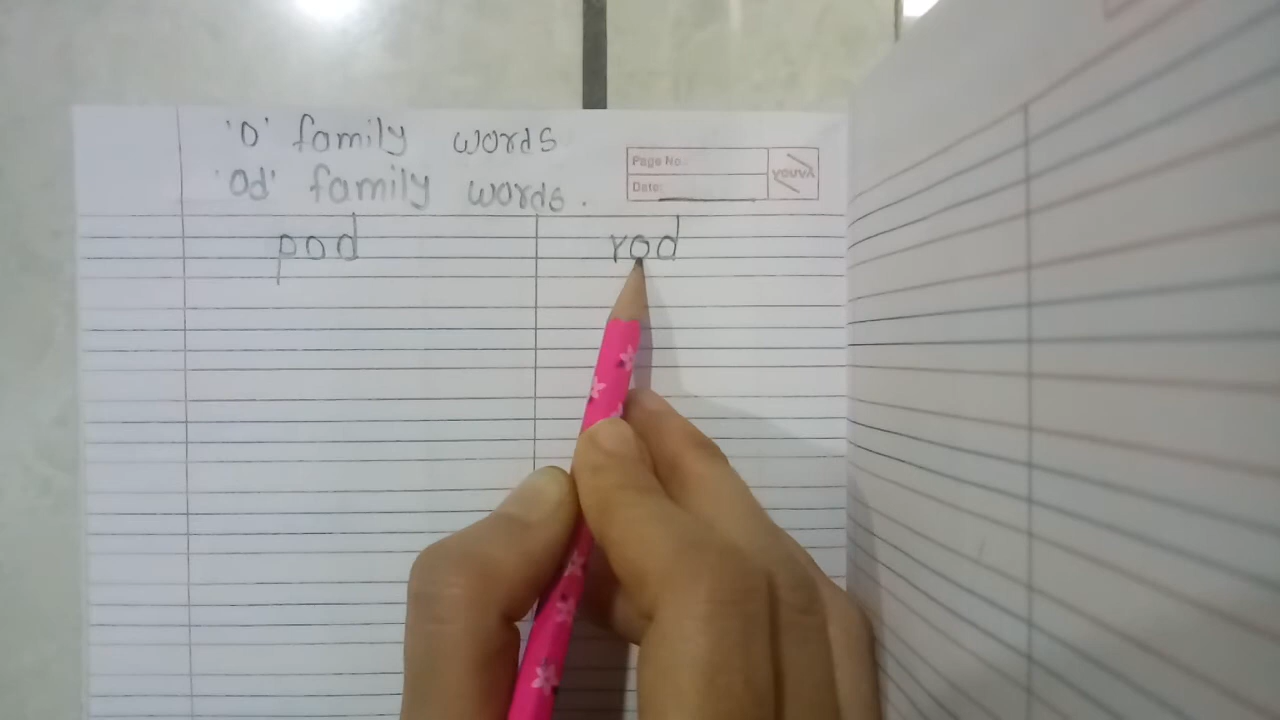 'O' family words
'Od' family words.
Page No.:
Date:
YOUVA
pod rod